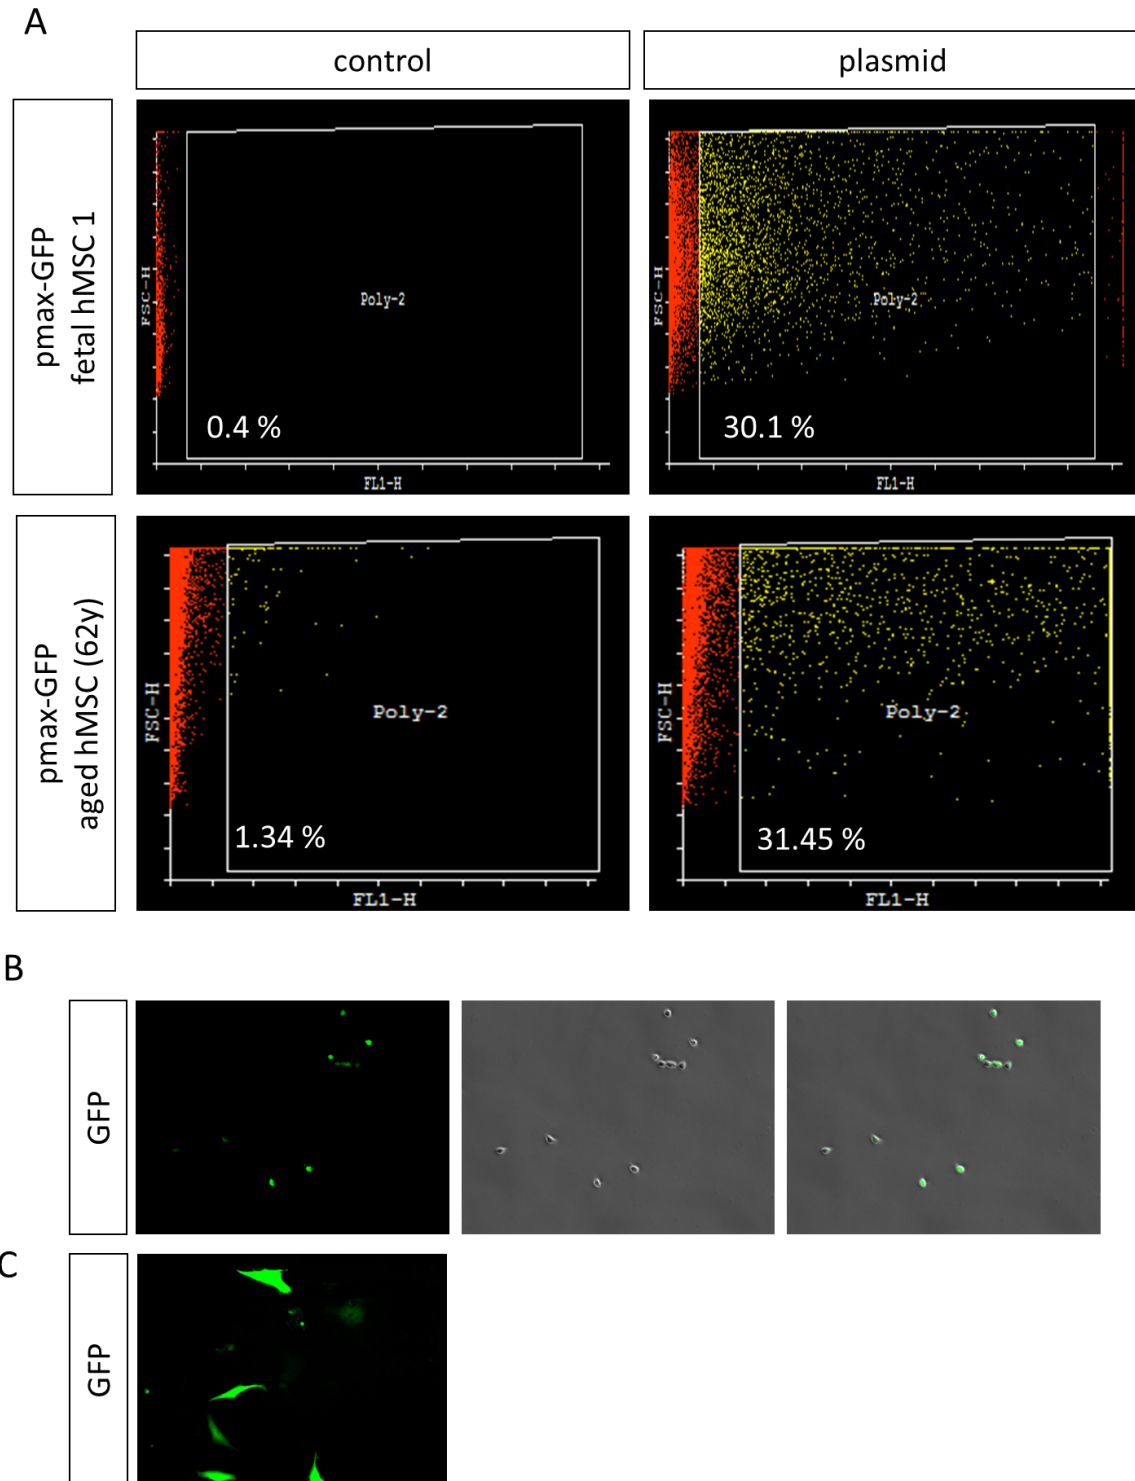 A
control
plasmid
pmax-GFP
fetal hMSC 1
FSC-H
Poly-2
0.4 %
FL1-H
FSC-H
Poly-2
30.1 %
FL1-H
pmax-GFP
aged hMSC (62y)
FSC-H
Poly-2
1.34 %
FL1-H
FSC-H
Poly-2
31.45 %
FL1-H
B
GFP
C
GFP